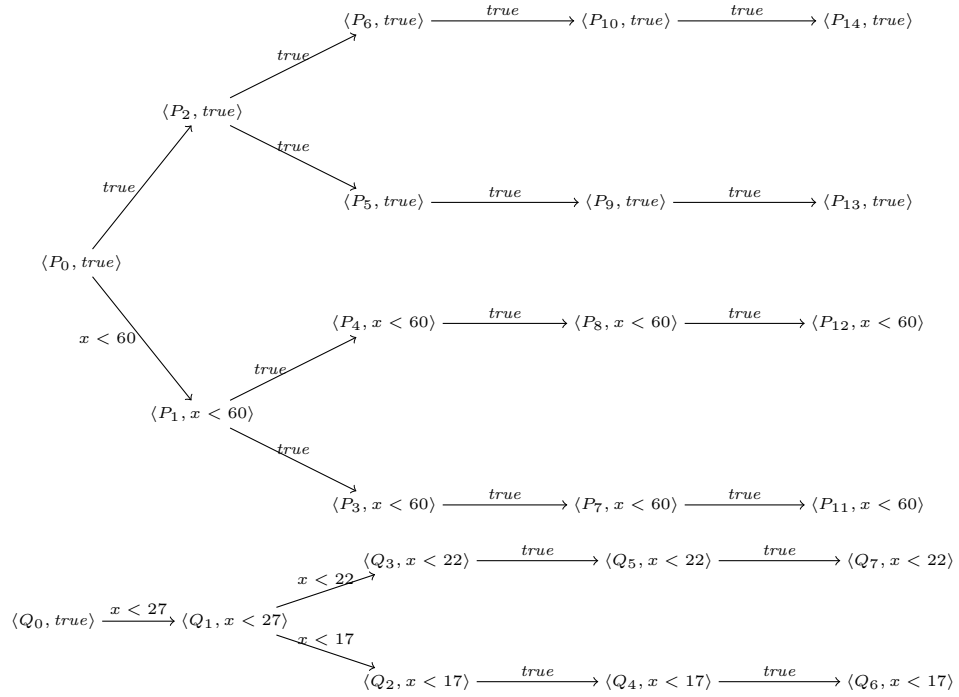 ⟨P₆, true⟩ true ⟨P₁₀, true⟩ true ⟨P₁₄, true⟩
true
⟨P₂, true⟩
true
true
⟨P₅, true⟩ true ⟨P₉, true⟩ true ⟨P₁₃, true⟩
⟨P₀, true⟩
x < 60
⟨P₄, x < 60⟩ true ⟨P₈, x < 60⟩ true ⟨P₁₂, x < 60⟩
true
⟨P₁, x < 60⟩
true
⟨P₃, x < 60⟩ true ⟨P₇, x < 60⟩ true ⟨P₁₁, x < 60⟩
⟨Q₃, x < 22⟩ true ⟨Q₅, x < 22⟩ true ⟨Q₇, x < 22⟩
x < 22
⟨Q₀, true⟩ x < 27 ⟨Q₁, x < 27⟩
x < 17
⟨Q₂, x < 17⟩ true ⟨Q₄, x < 17⟩ true ⟨Q₆, x < 17⟩